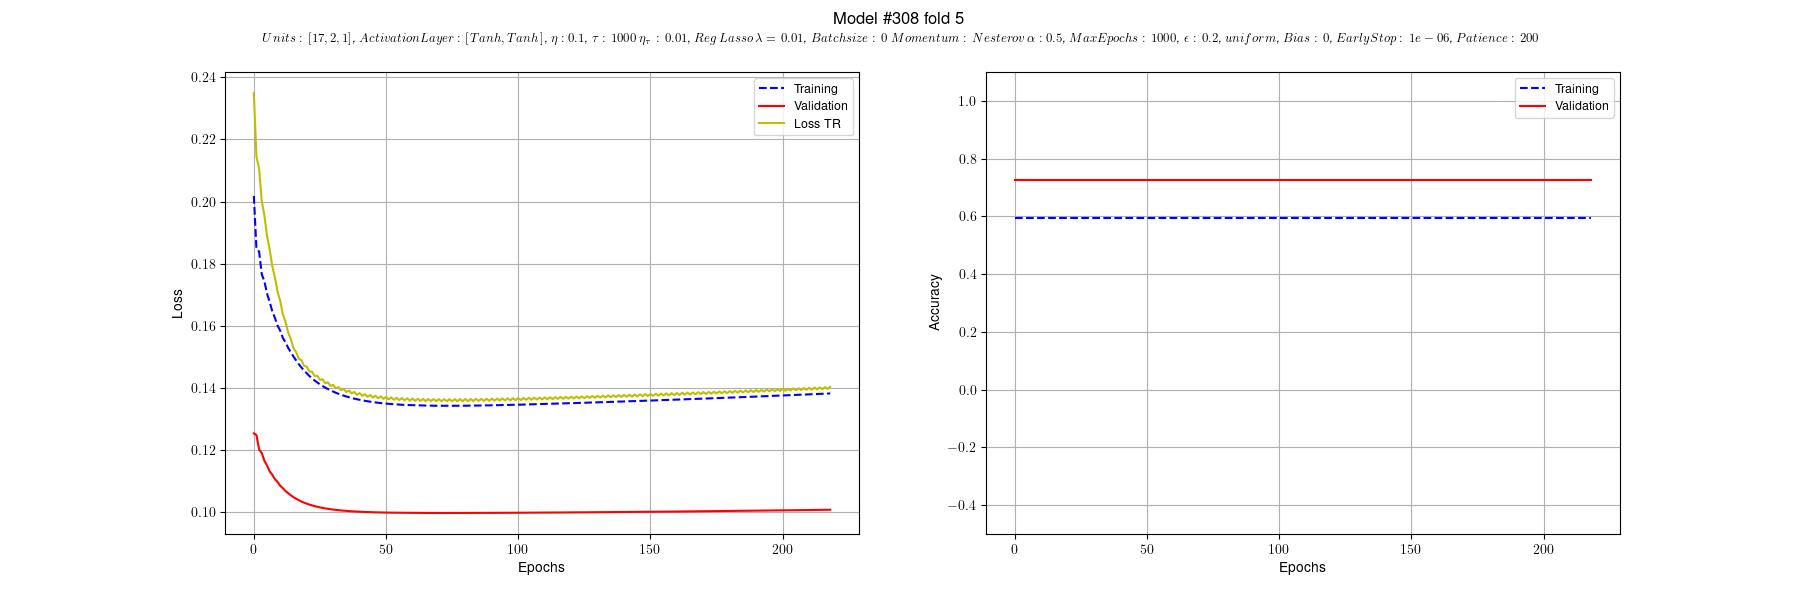 Model #308 fold 5
Units : [17, 2, 1], ActivationLayer : [Tanh, Tanh], η : 0.1, τ : 1000 η_τ : 0.01, Reg Lasso λ = 0.01, Batchsize : 0 Momentum : Nesterov α : 0.5, MaxEpochs : 1000, ϵ : 0.2, uniform, Bias : 0, EarlyStop : 1e − 06, Patience : 200
Loss
0.24
0.22
0.20
0.18
0.16
0.14
0.12
0.10
0 50 100 150 200
Epochs
Training
Validation
Loss TR
Accuracy
1.0
0.8
0.6
0.4
0.2
0.0
−0.2
−0.4
0 50 100 150 200
Epochs
Training
Validation